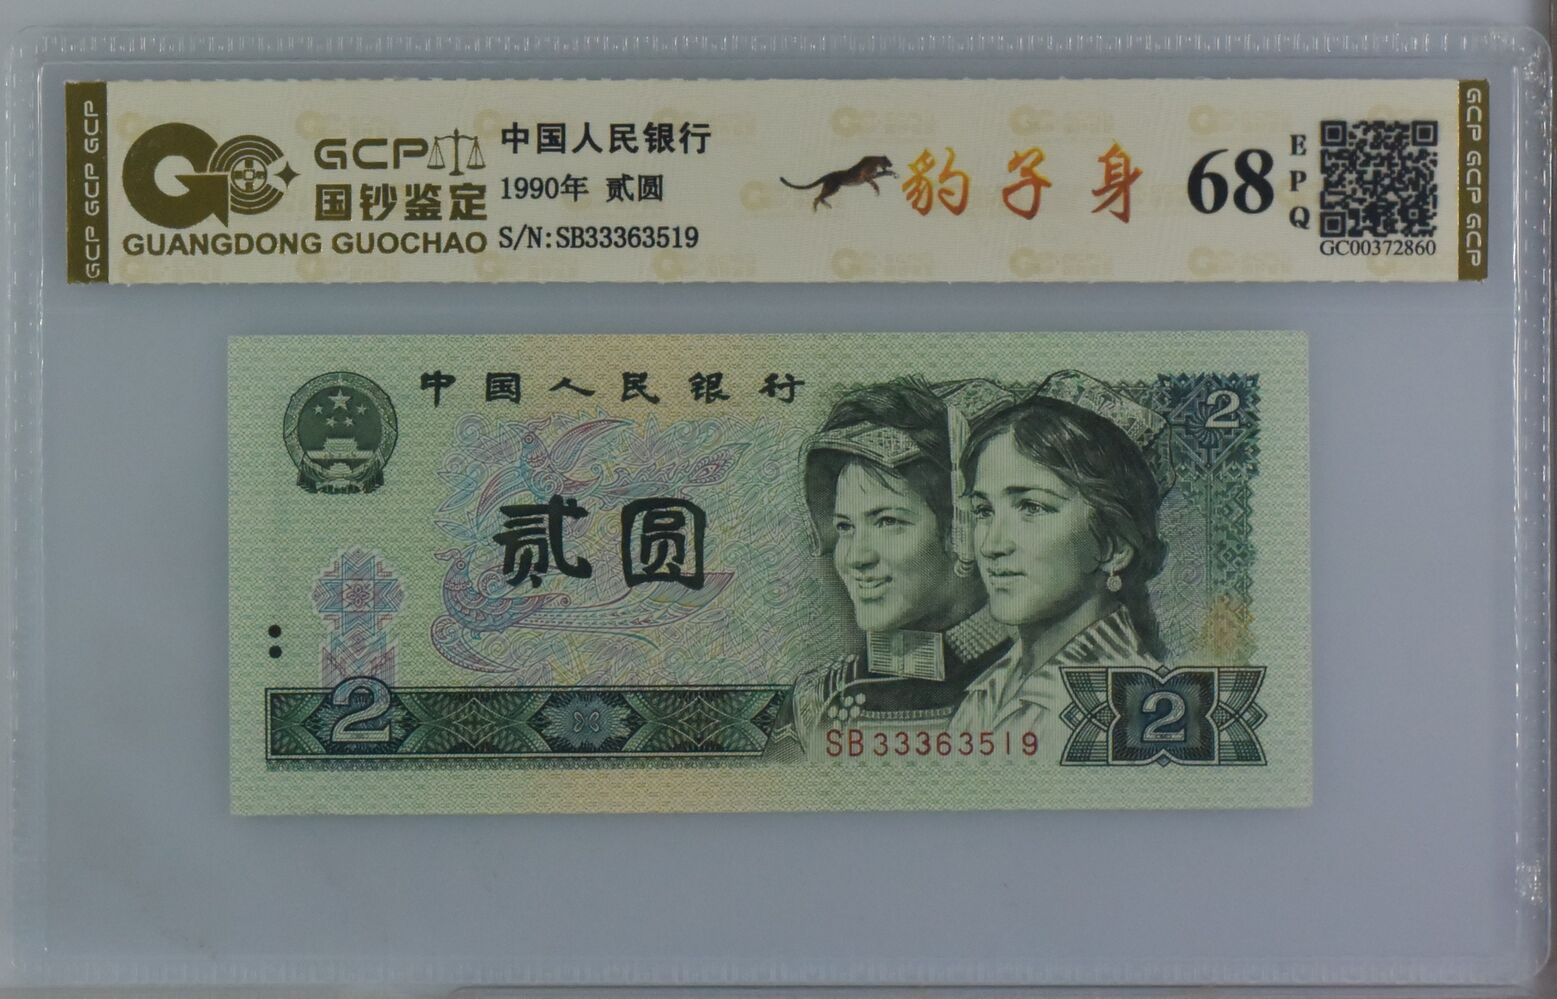 GCP GCP GCP
GCP
国钞鉴定
GUANGDONG GUOCHAO
中国人民银行
1990年 贰圆
S/N:SB33363519
豹子身
68
EPQ
GC00372860
GCP GCP GCP
中国人民银行
2
贰圆
2
SB33363519
2